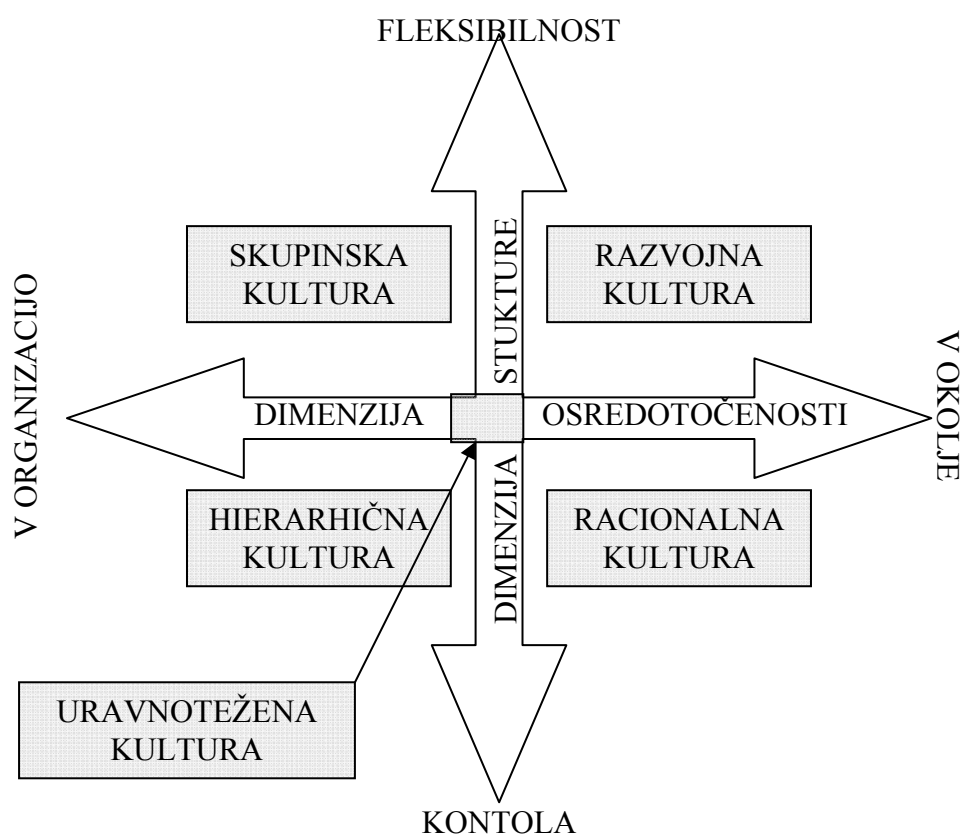 FLEKSIBILNOST
SKUPINSKA
KULTURA
STUKTURE
RAZVOJNA
KULTURA
V ORGANIZACIJO
DIMENZIJA
OSREDOTOČENOSTI
V OKOLJE
HIERARHIČNA
KULTURA
DIMENZIJA
RACIONALNA
KULTURA
URAVNOTEŽENA
KULTURA
KONTOLA